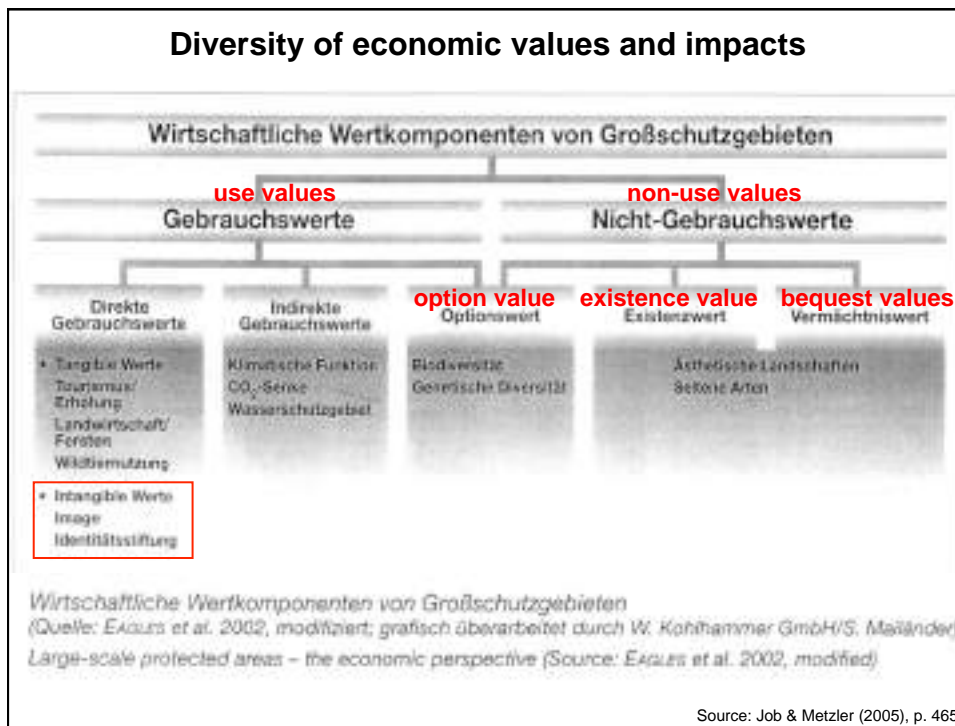 Diversity of economic values and impacts
Wirtschaftliche Wertkomponenten von Großschutzgebieten
use values
non-use values
Gebrauchswerte
Nicht-Gebrauchswerte
Direkte
Gebrauchswerte
Indirekte
Gebrauchswerte
option value
Optionswert
existence value
Existenzwert
bequest values
Vermächtniswert
• Tangible Werte
Tourismus/
Erholung
Landwirtschaft/
Forsten
Wildtiernutzung
• Intangible Werte
Image
Identitätsstiftung
Klimatische Funktion
CO₂-Senke
Wasserschutzgebiet
Biodiversität
Genetische Diversität
Ästhetische Landschaften
Seltene Arten
Wirtschaftliche Wertkomponenten von Großschutzgebieten
(Quelle: EAGLES et al. 2002, modifiziert; grafisch überarbeitet durch W. Kohlhammer GmbH/S. Mailänder)
Large-scale protected areas – the economic perspective (Source: EAGLES et al. 2002, modified)
Source: Job & Metzler (2005), p. 465